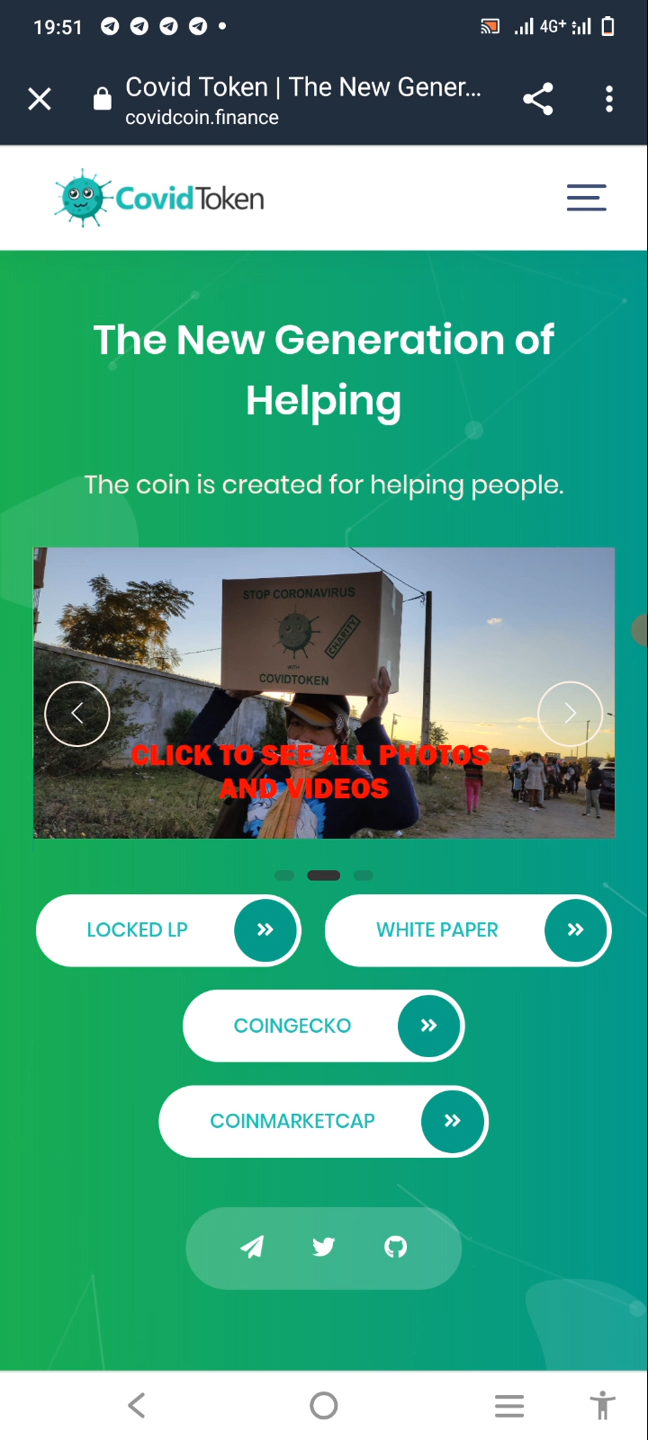 19:51
4G+
Covid Token | The New Gener...
covidcoin.finance
CovidToken
The New Generation of
Helping
The coin is created for helping people.
STOP CORONAVIRUS
CHARITY
WITH
COVIDTOKEN
CLICK TO SEE ALL PHOTOS
AND VIDEOS
LOCKED LP
WHITE PAPER
COINGECKO
COINMARKETCAP